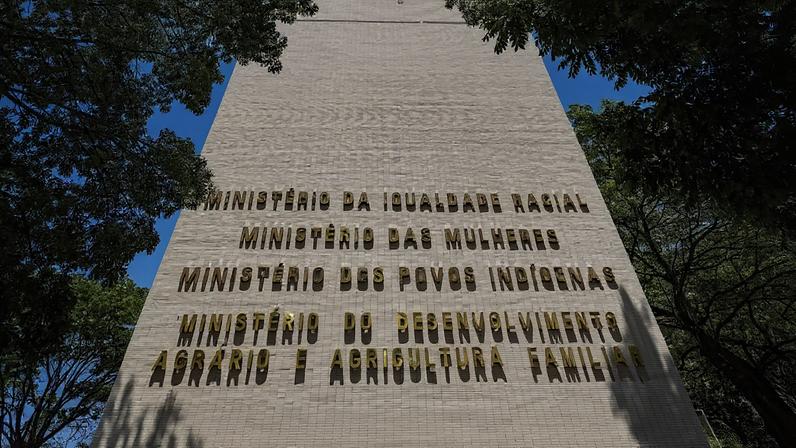 MINISTÉRIO DA IGUALDADE RACIAL
MINISTÉRIO DAS MULHERES
MINISTÉRIO DOS POVOS INDÍGENAS
MINISTÉRIO DO DESENVOLVIMENTO
AGRÁRIO E AGRICULTURA FAMILIAR